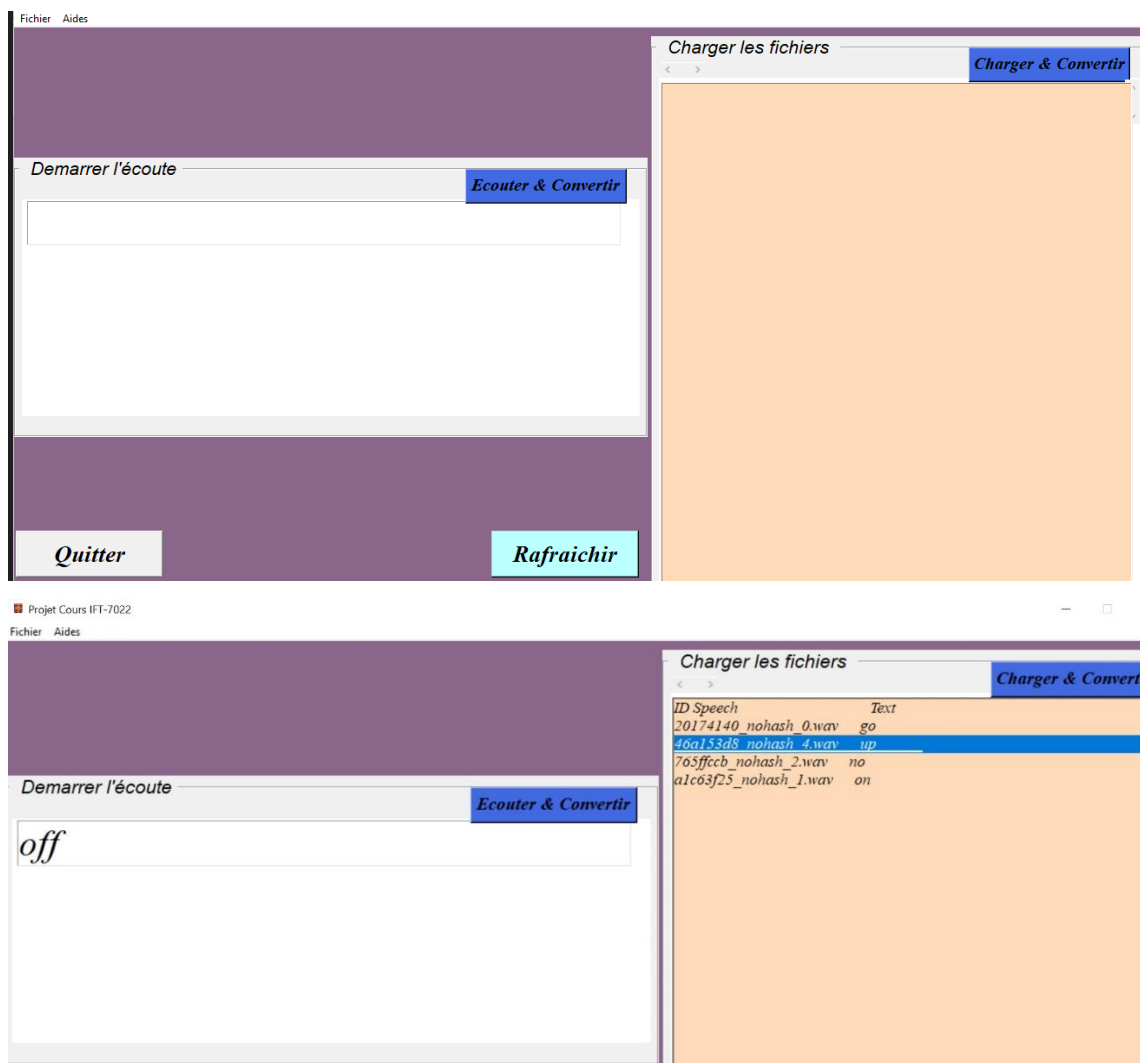 Fichier Aides
Charger les fichiers
Charger & Convertir
Demarrer l'écoute
Ecouter & Convertir
Quitter
Rafraichir
Projet Cours IFT-7022
Fichier Aides
Charger les fichiers
Charger & Convert
ID Speech Text
20174140_nohash_0.wav go
46a153d8_nohash_4.wav up
765ffccb_nohash_2.wav no
a1c63f25_nohash_1.wav on
Demarrer l'écoute
Ecouter & Convertir
off